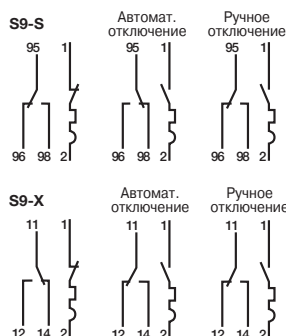 S9-S
Автомат.
отключение
Ручное
отключение
95 1 95 1 95 1
96 98 2 96 98 2 96 98 2
S9-X
Автомат.
отключение
Ручное
отключение
11 1 11 1 11 1
12 14 2 12 14 2 12 14 2